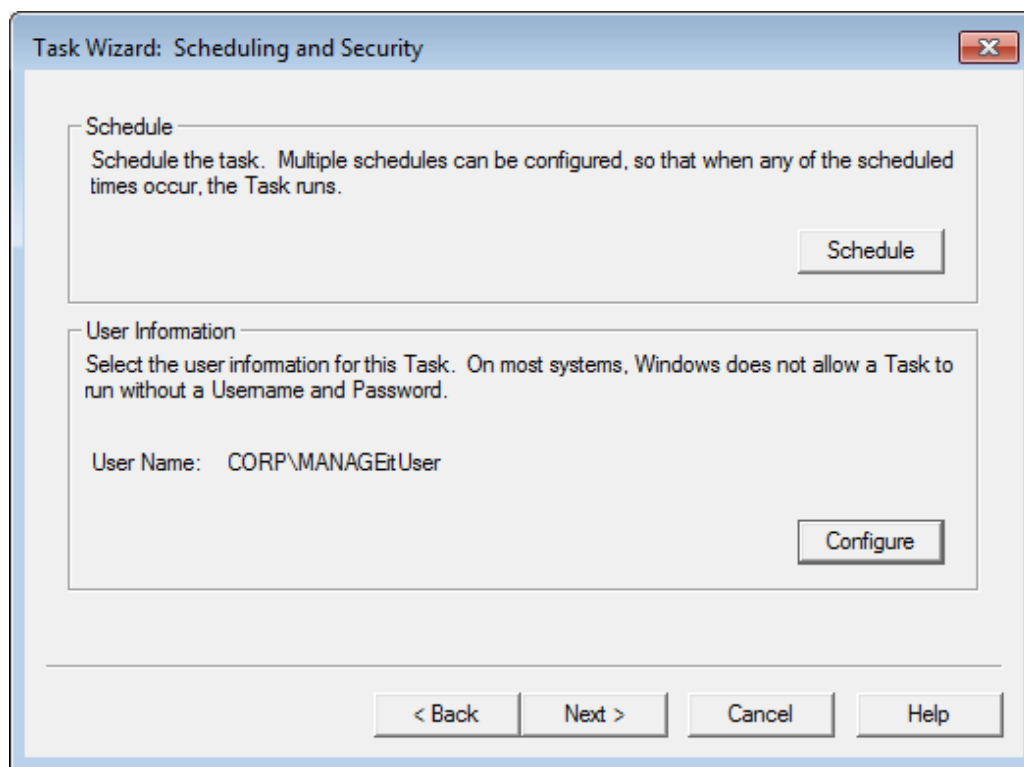 Task Wizard: Scheduling and Security
Schedule
Schedule the task. Multiple schedules can be configured, so that when any of the scheduled
times occur, the Task runs.
Schedule
User Information
Select the user information for this Task. On most systems, Windows does not allow a Task to
run without a Username and Password.
User Name: CORP\MANAGEitUser
Configure
< Back Next > Cancel Help